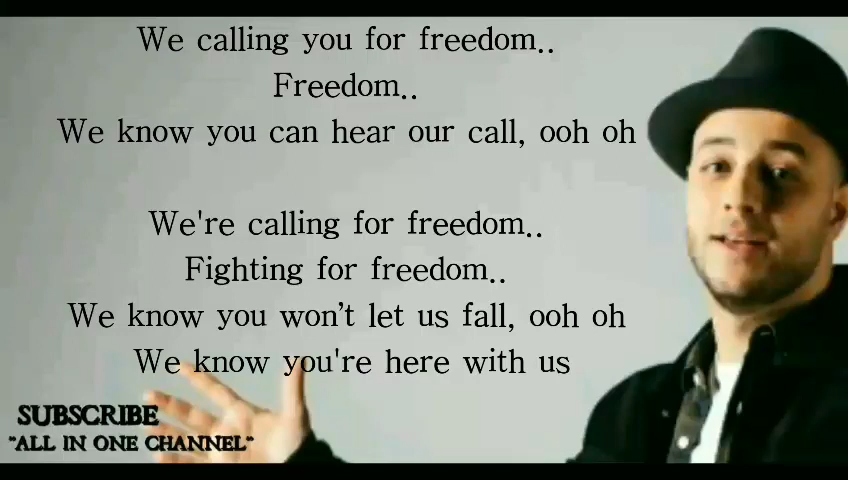 We calling you for freedom..
Freedom..
We know you can hear our call, ooh oh
We're calling for freedom..
Fighting for freedom..
We know you won’t let us fall, ooh oh
We know you're here with us
SUBSCRIBE
"ALL IN ONE CHANNEL"